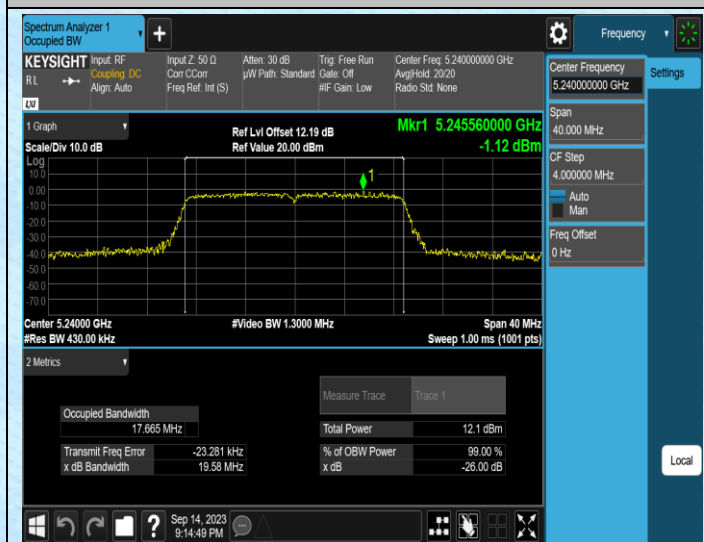 Spectrum Analyzer 1
Occupied BW
+
Frequency
KEYSIGHT
RL
LXI
Input: RF
Coupling: DC
Align: Auto
Input Z: 50 Ω
Corr CCorr
Freq Ref: Int (S)
Atten: 30 dB
µW Path: Standard
Trig: Free Run
Gate: Off
#IF Gain: Low
Center Freq: 5.240000000 GHz
Avg|Hold: 20/20
Radio Std: None
Center Frequency
5.240000000 GHz
Settings
Span
40.000 MHz
CF Step
4.000000 MHz
Auto
Man
Freq Offset
0 Hz
Local
1 Graph
Scale/Div 10.0 dB
Ref Lvl Offset 12.19 dB
Ref Value 20.00 dBm
Mkr1 5.245560000 GHz
-1.12 dBm
Log
10.0
0.00
-10.0
-20.0
-30.0
-40.0
-50.0
-60.0
-70.0
1
Center 5.24000 GHz
#Video BW 1.3000 MHz
Span 40 MHz
#Res BW 430.00 kHz
Sweep 1.00 ms (1001 pts)
2 Metrics
Measure Trace
Trace 1
Occupied Bandwidth
17.665 MHz
Total Power
12.1 dBm
Transmit Freq Error
-23.281 kHz
% of OBW Power
99.00 %
x dB Bandwidth
19.58 MHz
x dB
-26.00 dB
?
Sep 14, 2023
9:14:49 PM